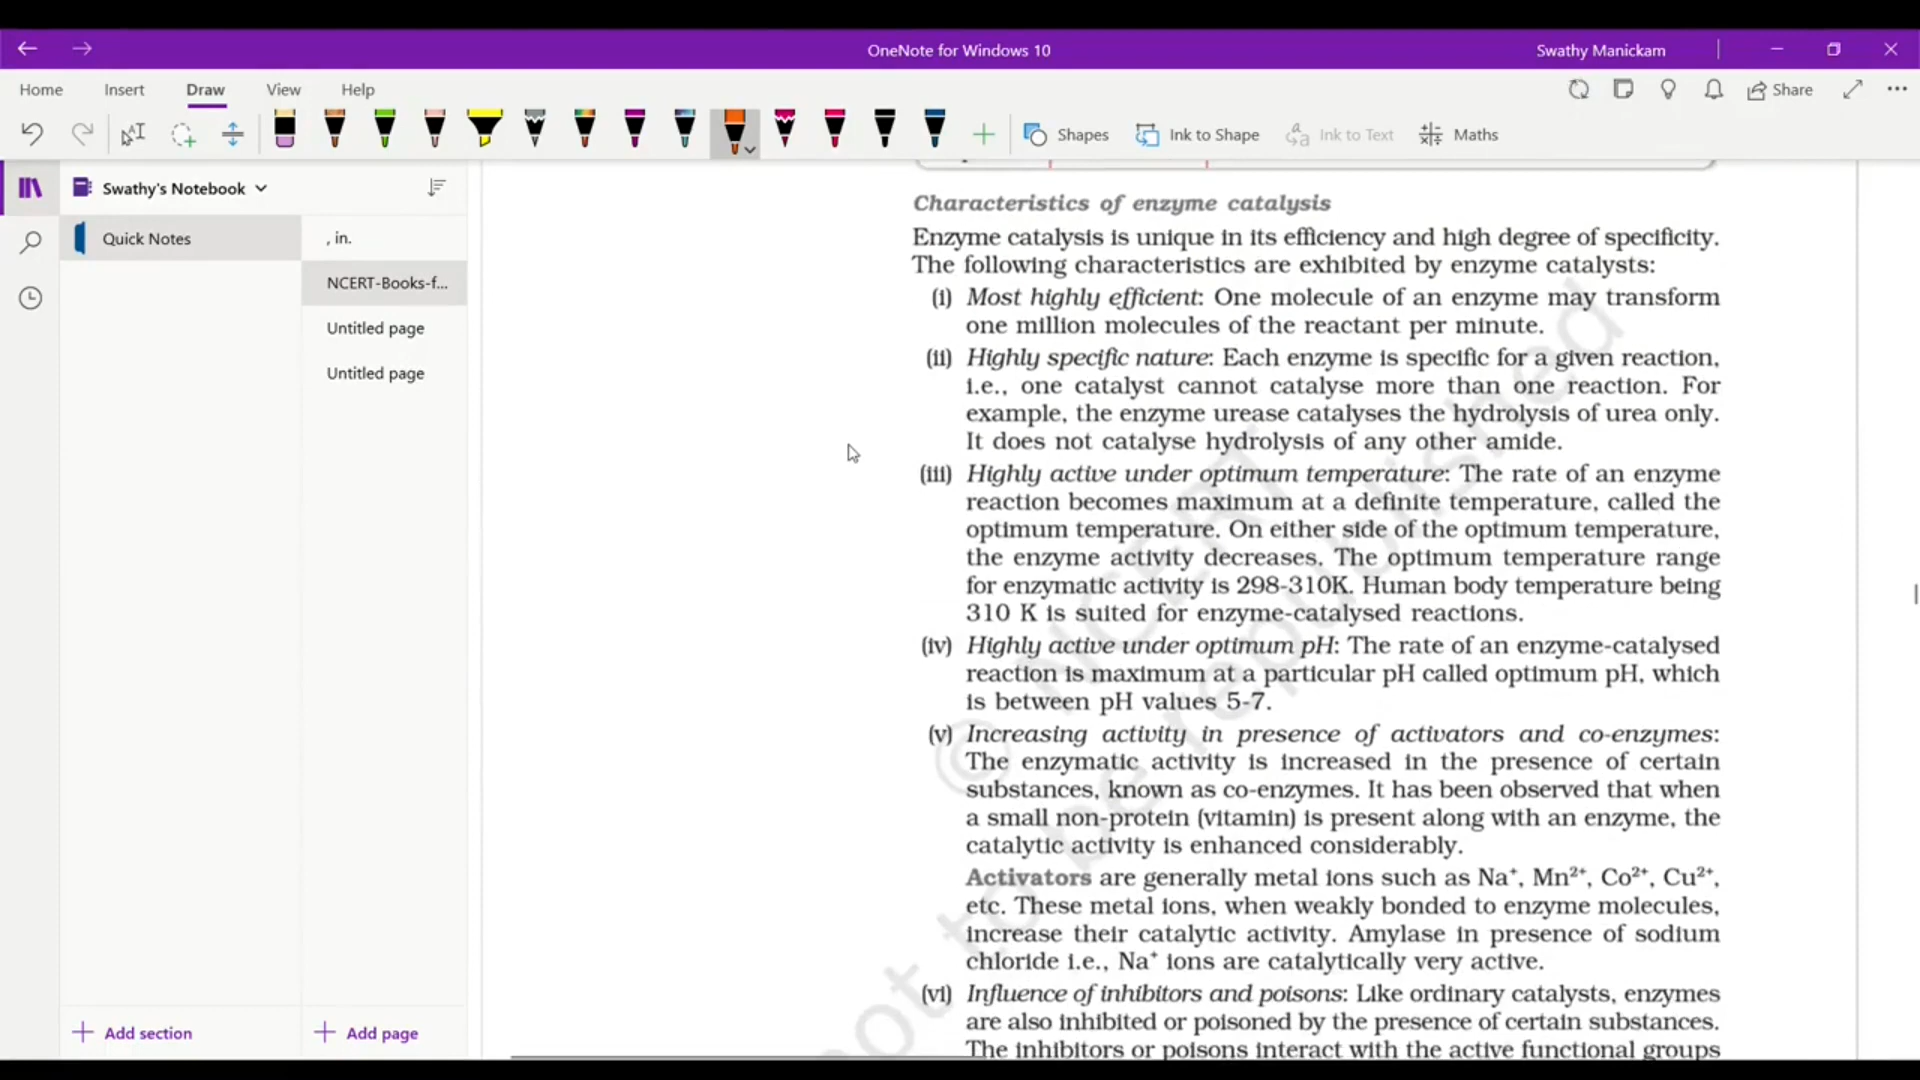 OneNote for Windows 10
Swathy Manickam
Home Insert Draw View Help
Share
Shapes Ink to Shape Ink to Text Maths
Swathy's Notebook
Quick Notes
, in.
NCERT-Books-f...
Untitled page
Untitled page
Add section
Add page
Characteristics of enzyme catalysis
Enzyme catalysis is unique in its efficiency and high degree of specificity.
The following characteristics are exhibited by enzyme catalysts:
(i) Most highly efficient: One molecule of an enzyme may transform
one million molecules of the reactant per minute.
(ii) Highly specific nature: Each enzyme is specific for a given reaction,
i.e., one catalyst cannot catalyse more than one reaction. For
example, the enzyme urease catalyses the hydrolysis of urea only.
It does not catalyse hydrolysis of any other amide.
(iii) Highly active under optimum temperature: The rate of an enzyme
reaction becomes maximum at a definite temperature, called the
optimum temperature. On either side of the optimum temperature,
the enzyme activity decreases. The optimum temperature range
for enzymatic activity is 298-310K. Human body temperature being
310 K is suited for enzyme-catalysed reactions.
(iv) Highly active under optimum pH: The rate of an enzyme-catalysed
reaction is maximum at a particular pH called optimum pH, which
is between pH values 5-7.
(v) Increasing activity in presence of activators and co-enzymes:
The enzymatic activity is increased in the presence of certain
substances, known as co-enzymes. It has been observed that when
a small non-protein (vitamin) is present along with an enzyme, the
catalytic activity is enhanced considerably.
Activators are generally metal ions such as Na⁺, Mn²⁺, Co²⁺, Cu²⁺,
etc. These metal ions, when weakly bonded to enzyme molecules,
increase their catalytic activity. Amylase in presence of sodium
chloride i.e., Na⁺ ions are catalytically very active.
(vi) Influence of inhibitors and poisons: Like ordinary catalysts, enzymes
are also inhibited or poisoned by the presence of certain substances.
The inhibitors or poisons interact with the active functional groups
© NCERT
not to be republished